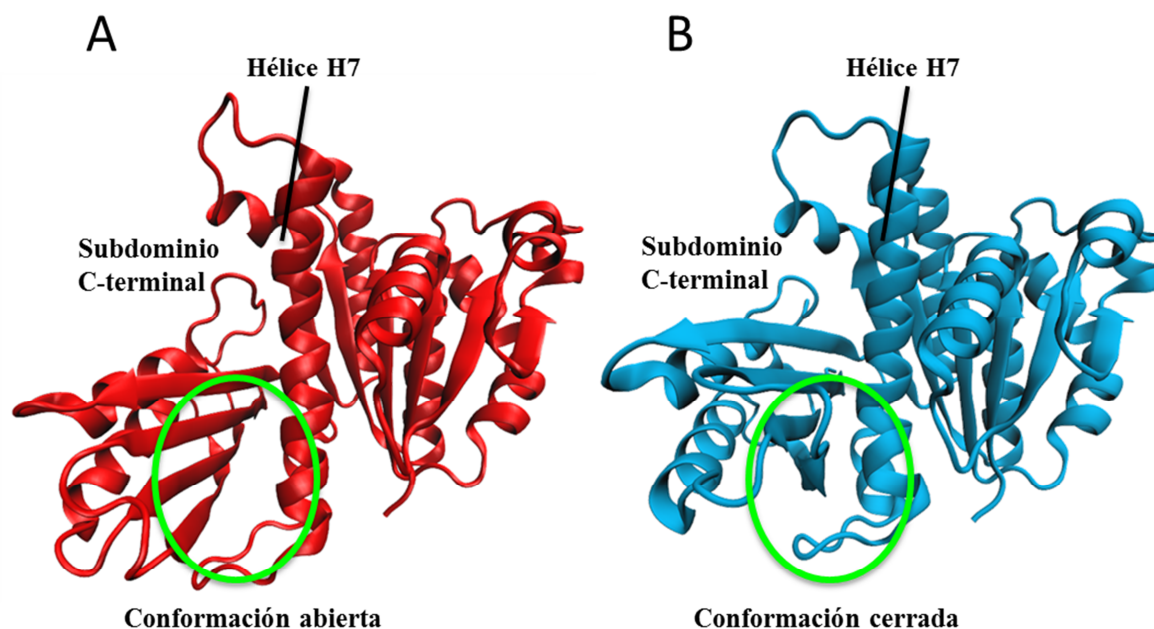 A
Hélice H7
Subdominio
C-terminal
Conformación abierta
B
Hélice H7
Subdominio
C-terminal
Conformación cerrada